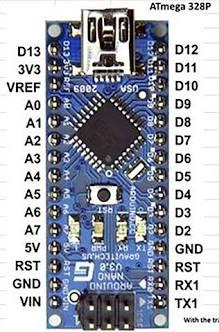 ATmega 328P
D13
3V3
VREF
A0
A1
A2
A3
A4
A5
A6
A7
5V
RST
GND
VIN
USA
2009
RST
ARDUINO
NANO
V3.0
GRAVITECH.US
D12
D11
D10
D9
D8
D7
D6
D5
D4
D3
D2
GND
RST
RX1
TX1
With the tra